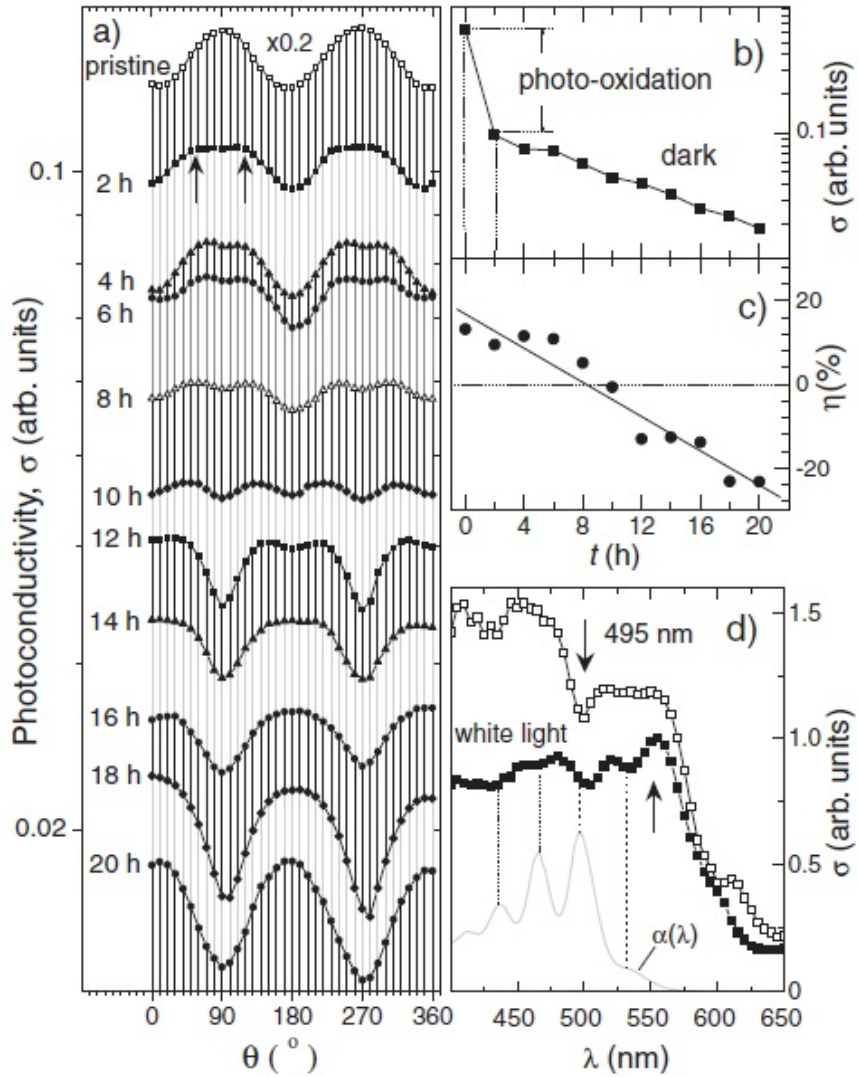 a)
pristine
x0.2
2 h
4 h
6 h
8 h
10 h
12 h
14 h
16 h
18 h
20 h
0.1
0.02
Photoconductivity, σ (arb. units)
0 90 180 270 360
θ ( ° )
b)
photo-oxidation
dark
0.1
σ (arb. units)
c)
20
0
-20
η(%)
0 4 8 12 16 20
t (h)
d)
495 nm
white light
α(λ)
1.5
1.0
0.5
0
σ (arb. units)
450 500 550 600 650
λ (nm)